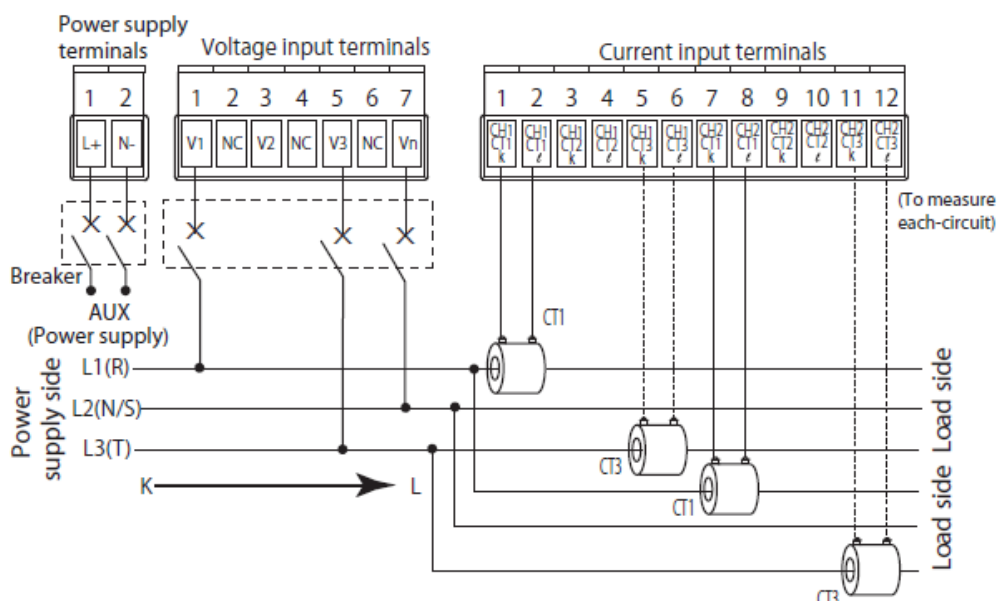 Power supply
terminals
Voltage input terminals
Current input terminals
1 2
1 2 3 4 5 6 7
1 2 3 4 5 6 7 8 9 10 11 12
L+ N-
V1 NC V2 NC V3 NC Vn
CH1 CT1 k
CH1 CT1 ℓ
CH1 CT2 k
CH1 CT2 ℓ
CH1 CT3 k
CH1 CT3 ℓ
CH2 CT1 k
CH2 CT1 ℓ
CH2 CT2 k
CH2 CT2 ℓ
CH2 CT3 k
CH2 CT3 ℓ
(To measure
each-circuit)
Breaker
AUX
(Power supply)
CT1
Power
supply side
L1(R)
L2(N/S)
L3(T)
K
L
CT3
CT1
CT3
Load side
Load side